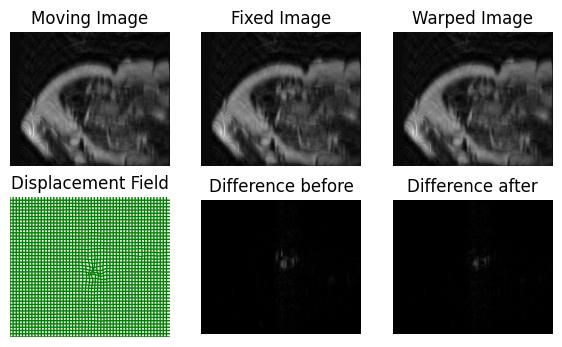 Moving Image
Fixed Image
Warped Image
Displacement Field
Difference before
Difference after